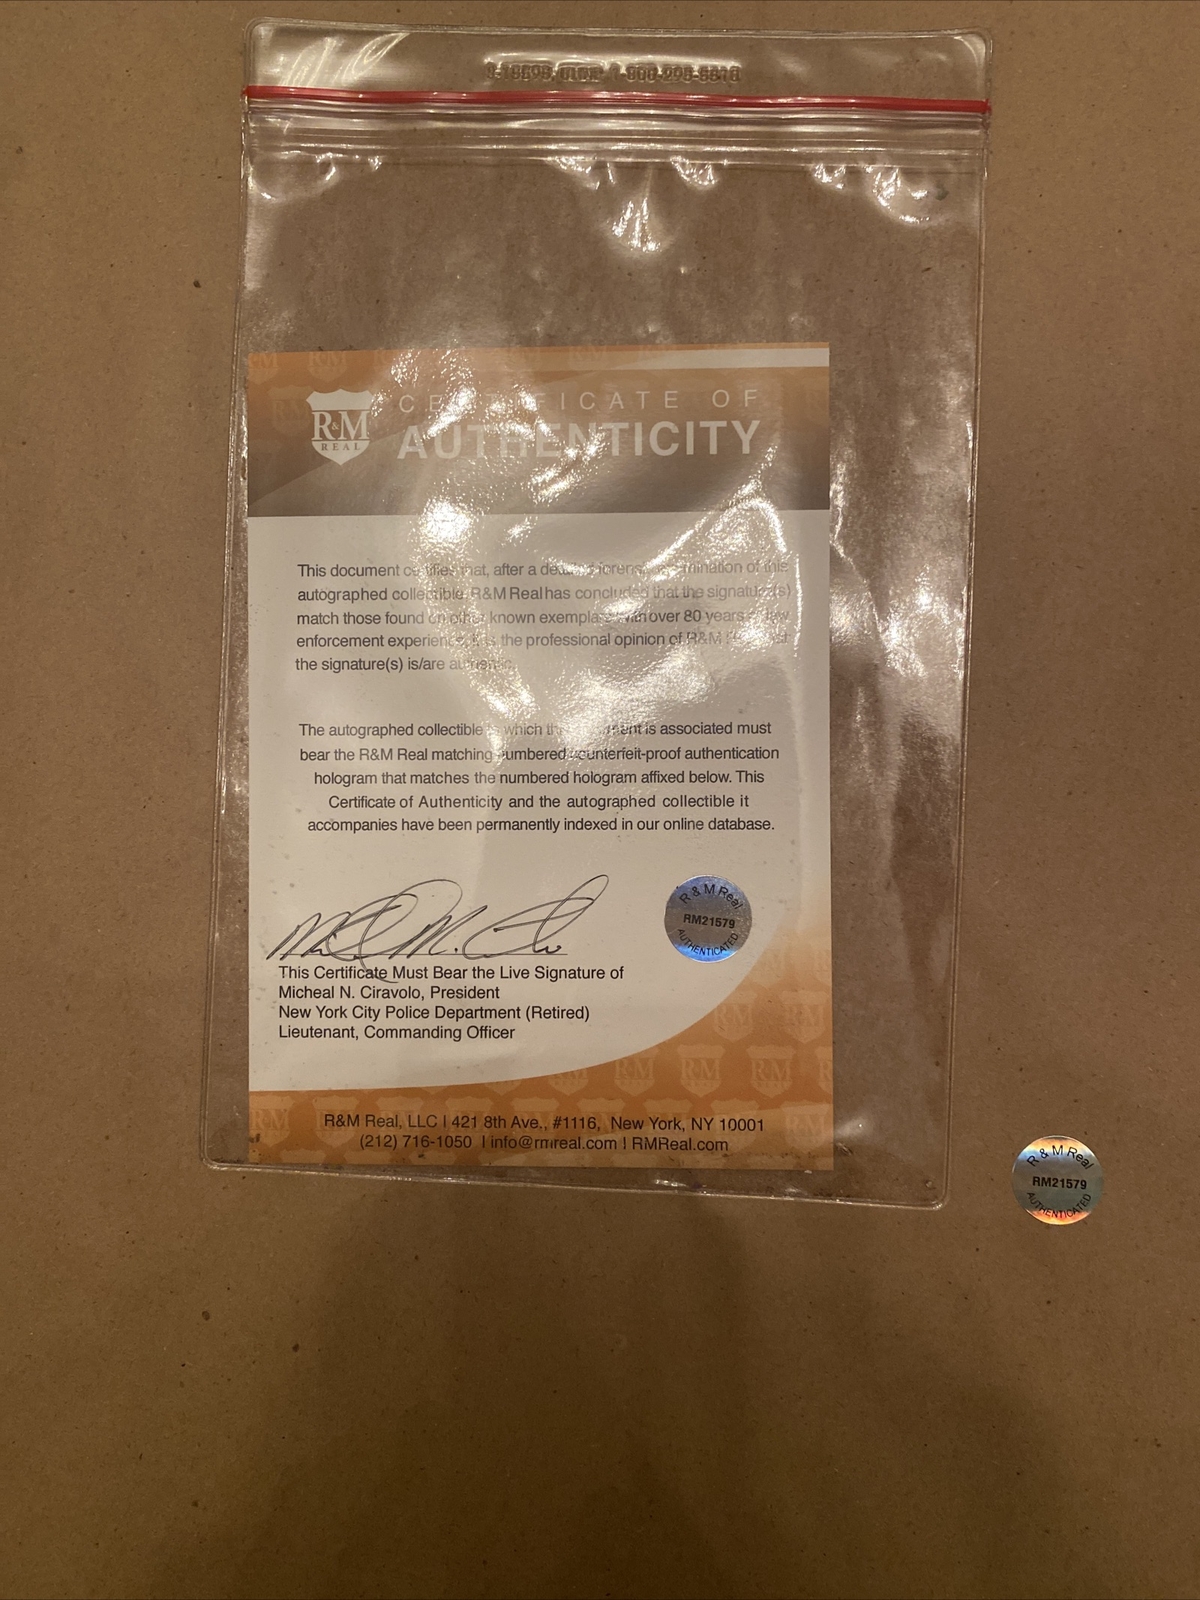 R&M
REAL
CERTIFICATE OF
AUTHENTICITY
This document certifies that, after a detailed forensic examination of this
autographed collectible, R&M Real has concluded that the signature(s)
match those found on other known exemplars. With over 80 years of law
enforcement experience, it is the professional opinion of R&M Real that
the signature(s) is/are authentic.
The autographed collectible to which this document is associated must
bear the R&M Real matching numbered counterfeit-proof authentication
hologram that matches the numbered hologram affixed below. This
Certificate of Authenticity and the autographed collectible it
accompanies have been permanently indexed in our online database.
R & M Real
RM21579
AUTHENTICATED
This Certificate Must Bear the Live Signature of
Micheal N. Ciravolo, President
New York City Police Department (Retired)
Lieutenant, Commanding Officer
R&M Real, LLC | 421 8th Ave., #1116, New York, NY 10001
(212) 716-1050 | info@rmreal.com | RMReal.com
R & M Real
RM21579
AUTHENTICATED